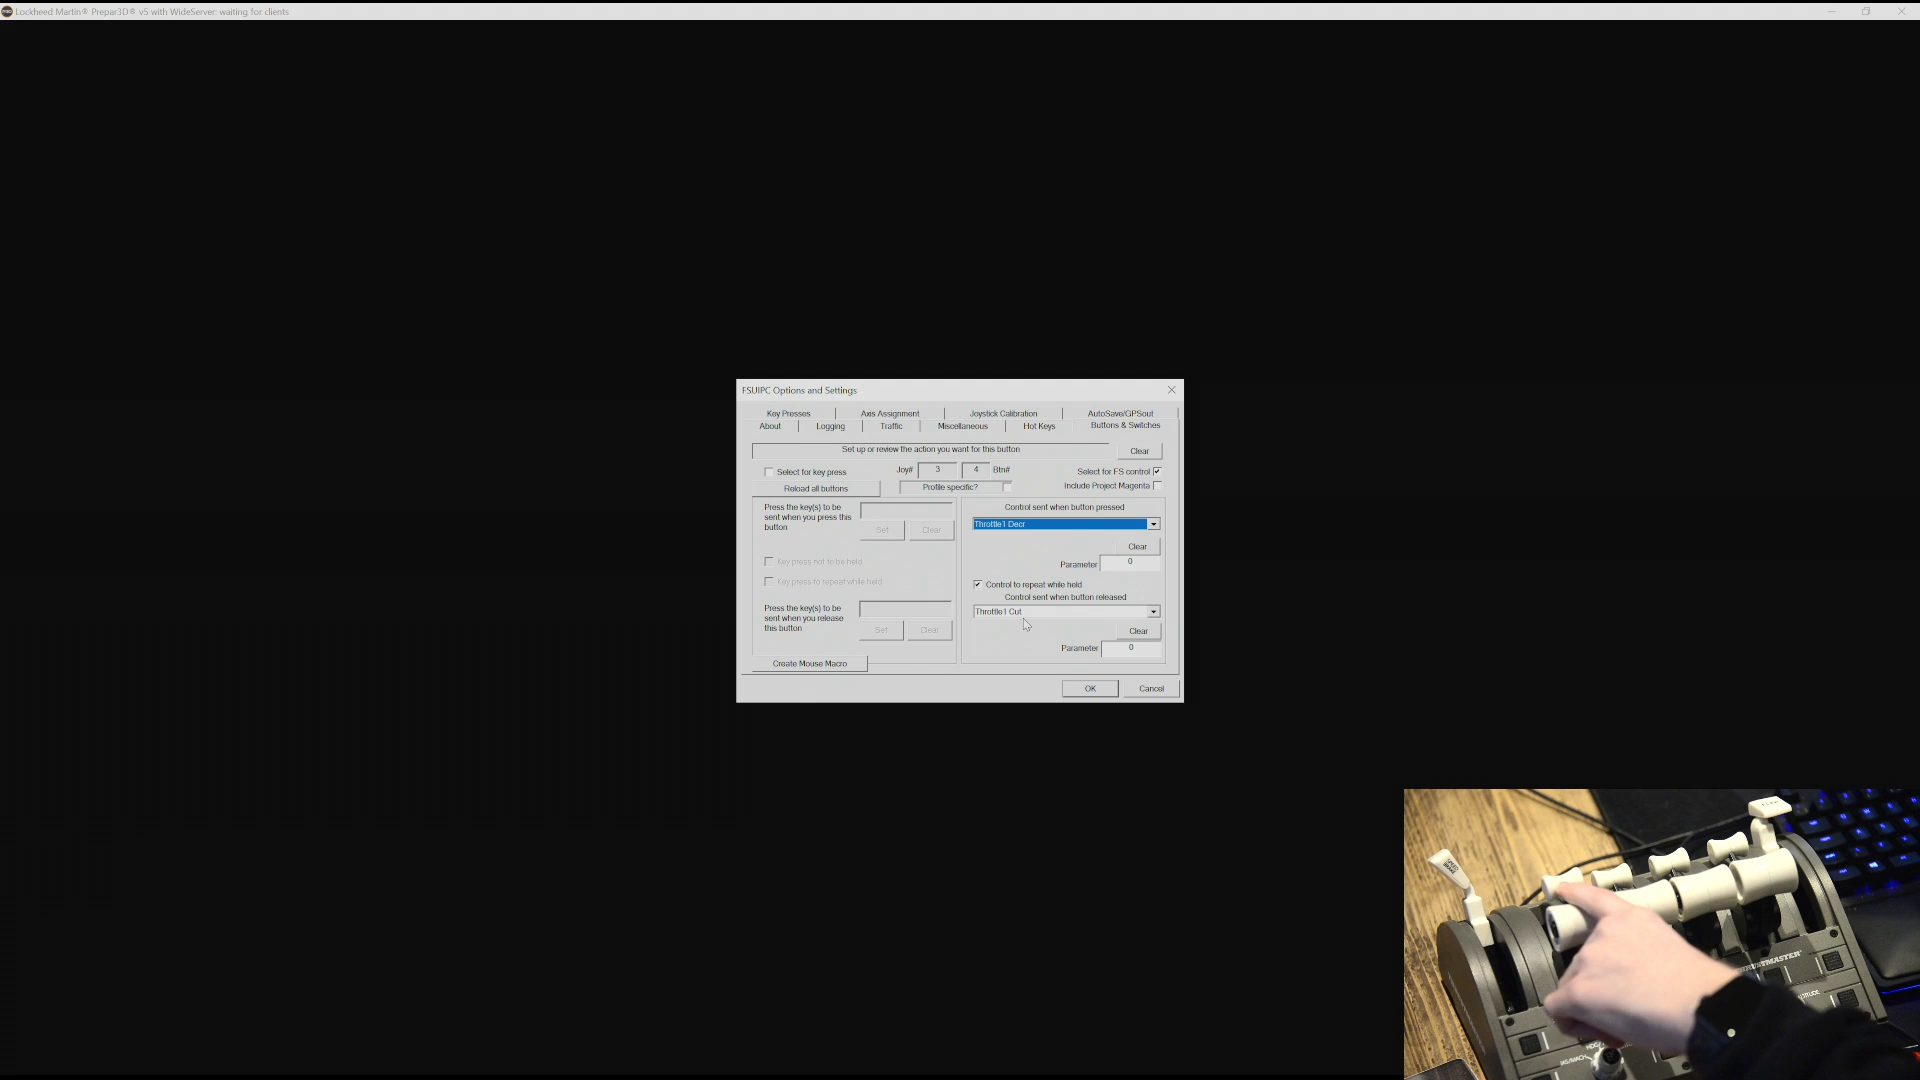 Lockheed Martin® Prepar3D® v5 with WideServer: waiting for clients
FSUIPC Options and Settings
Key Presses
Axis Assignment
Joystick Calibration
AutoSave/GPSout
About
Logging
Traffic
Miscellaneous
Hot Keys
Buttons & Switches
Set up or review the action you want for this button
Clear
Select for key press
Joy#
3
4
Btn#
Select for FS control
Reload all buttons
Profile specific?
Include Project Magenta
Press the key(s) to be
sent when you press this
button
Set
Clear
Key press not to be held
Key press to repeat while held
Press the key(s) to be
sent when you release
this button
Set
Clear
Create Mouse Macro
Control sent when button pressed
Throttle1 Decr
Clear
Parameter
0
Control to repeat while held
Control sent when button released
Throttle1 Cut
Clear
Parameter
0
OK
Cancel
SPEED
BRAKE
FLAP
IAS/MACH